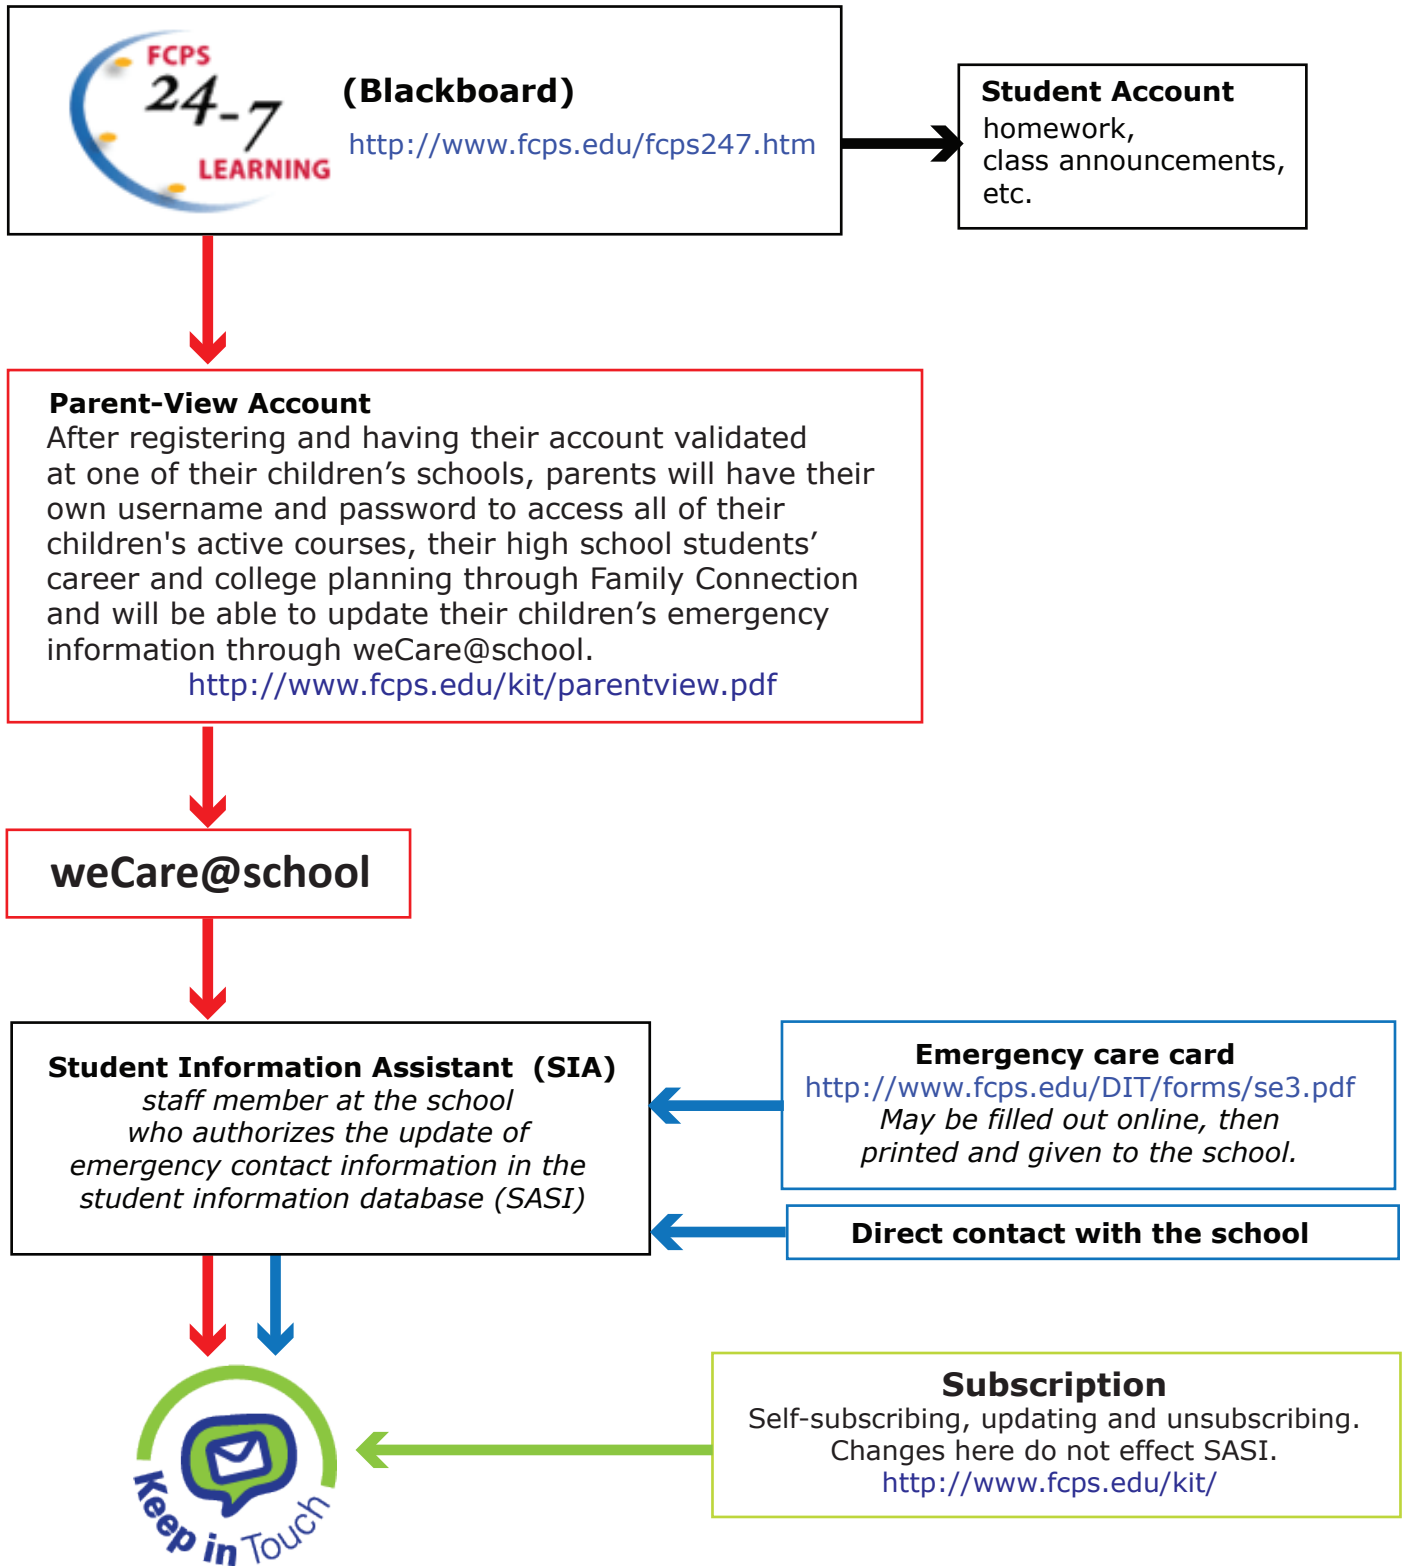 FCPS
24-7
LEARNING
(Blackboard)
http://www.fcps.edu/fcps247.htm
Student Account
homework,
class announcements,
etc.
Parent-View Account
After registering and having their account validated
at one of their children’s schools, parents will have their
own username and password to access all of their
children's active courses, their high school students’
career and college planning through Family Connection
and will be able to update their children’s emergency
information through weCare@school.
http://www.fcps.edu/kit/parentview.pdf
weCare@school
Student Information Assistant (SIA)
staff member at the school
who authorizes the update of
emergency contact information in the
student information database (SASI)
Emergency care card
http://www.fcps.edu/DIT/forms/se3.pdf
May be filled out online, then
printed and given to the school.
Direct contact with the school
Keep in Touch
Subscription
Self-subscribing, updating and unsubscribing.
Changes here do not effect SASI.
http://www.fcps.edu/kit/